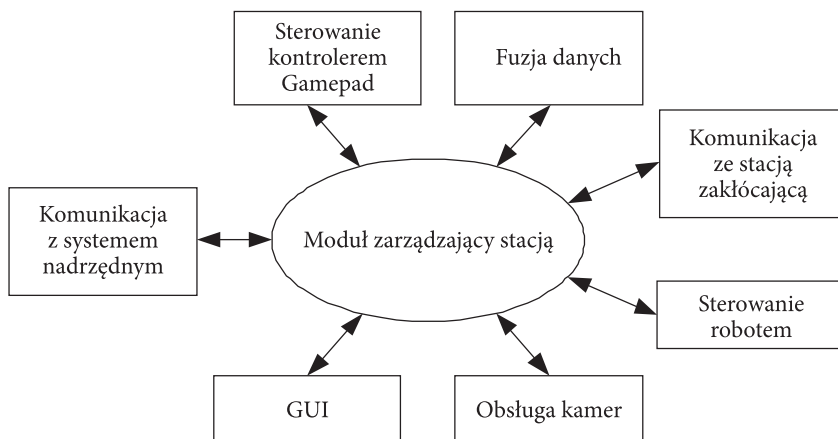 Sterowanie
kontrolerem
Gamepad
Fuzja danych
Komunikacja
ze stacją
zakłócającą
Komunikacja
z systemem
nadrzędnym
Moduł zarządzający stacją
Sterowanie
robotem
GUI
Obsługa kamer